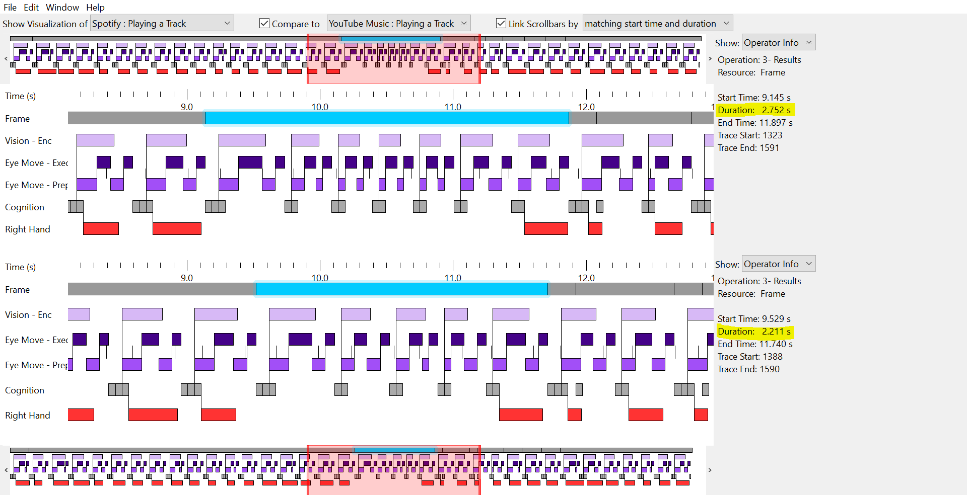 File Edit Window Help
Show Visualization of Spotify : Playing a Track Compare to YouTube Music : Playing a Track Link Scrollbars by matching start time and duration
Show: Operator Info
Operation: 3- Results
Resource: Frame
Start Time: 9.145 s
Duration: 2.752 s
End Time: 11.897 s
Trace Start: 1323
Trace End: 1591
Time (s)
9.0 10.0 11.0 12.0
Frame
Vision - Enc
Eye Move - Exec
Eye Move - Prep
Cognition
Right Hand
Show: Operator Info
Operation: 3- Results
Resource: Frame
Start Time: 9.529 s
Duration: 2.211 s
End Time: 11.740 s
Trace Start: 1388
Trace End: 1590
Time (s)
9.0 10.0 11.0 12.0
Frame
Vision - Enc
Eye Move - Exec
Eye Move - Prep
Cognition
Right Hand